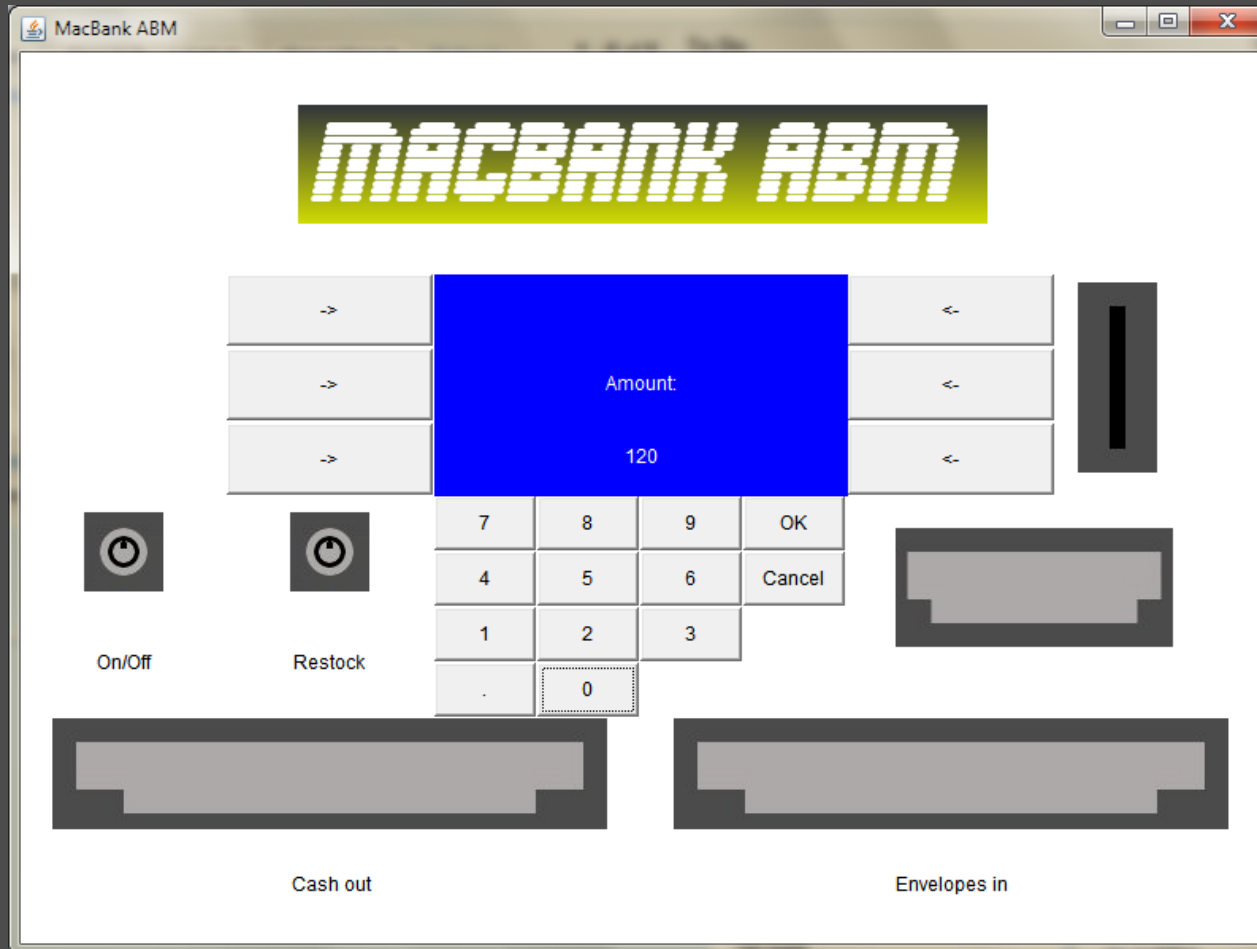 MacBank ABM
MACBANK ABM
-> <-
-> Amount: <-
-> 120 <-
7 8 9 OK
4 5 6 Cancel
1 2 3
. 0
On/Off Restock
Cash out Envelopes in